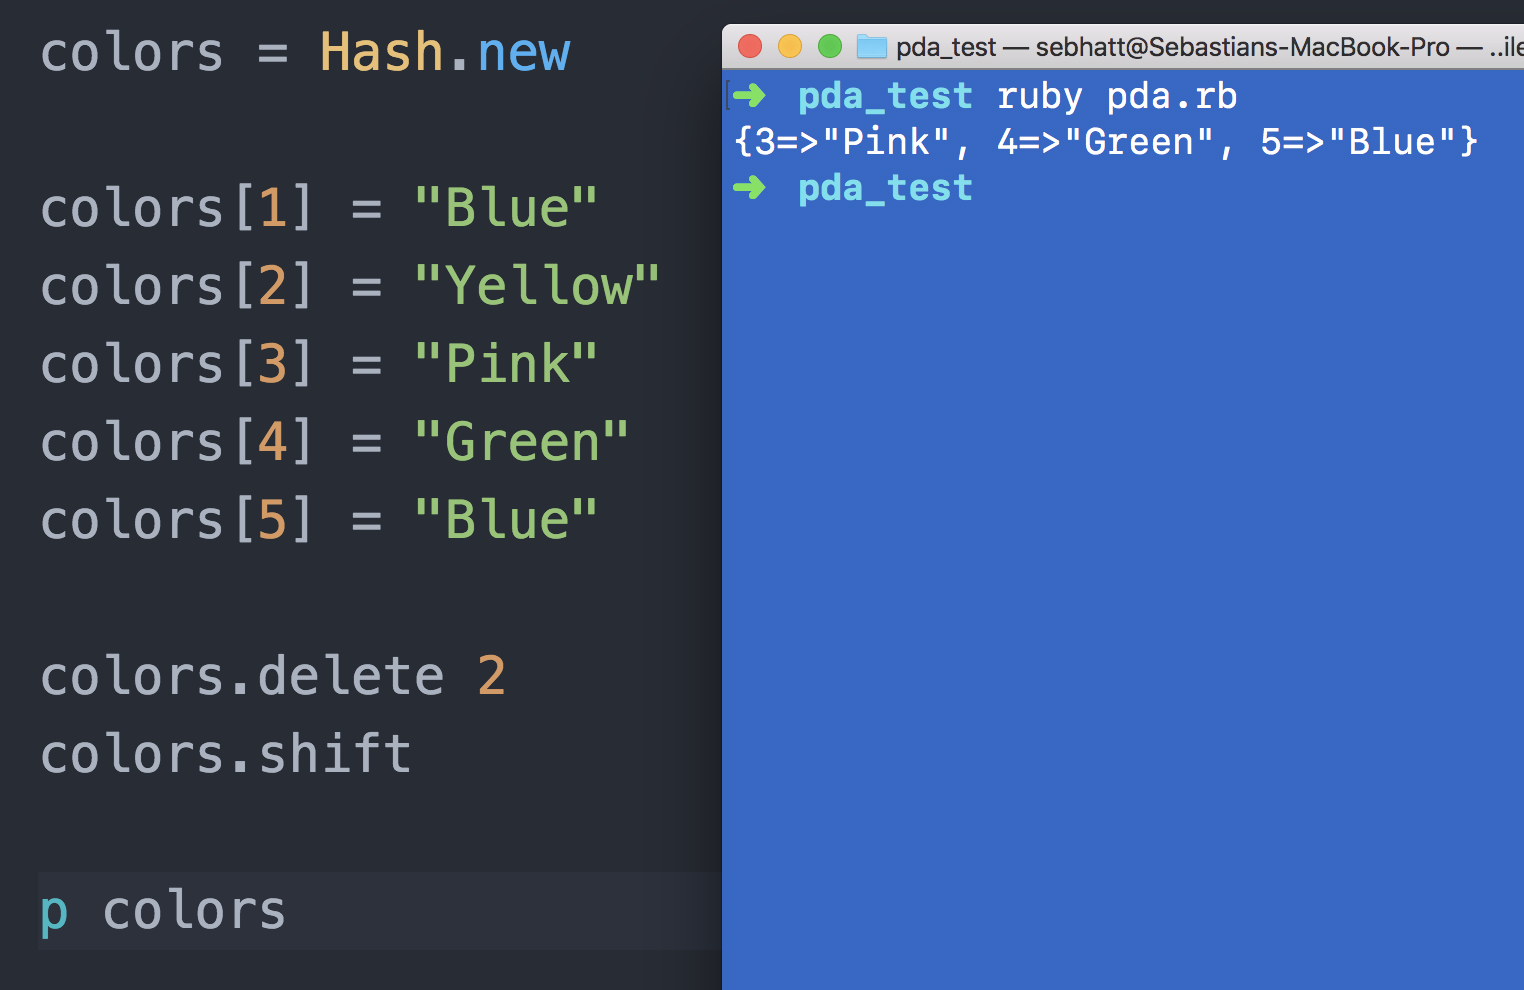 colors = Hash.new
colors[1] = "Blue"
colors[2] = "Yellow"
colors[3] = "Pink"
colors[4] = "Green"
colors[5] = "Blue"
colors.delete 2
colors.shift
p colors
pda_test — sebhatt@Sebastians-MacBook-Pro — ..ile
➜ pda_test ruby pda.rb
{3=>"Pink", 4=>"Green", 5=>"Blue"}
➜ pda_test